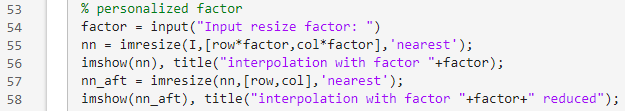 53 % personalized factor
54 factor = input("Input resize factor: ")
55 nn = imresize(I,[row*factor,col*factor],'nearest');
56 imshow(nn), title("interpolation with factor "+factor);
57 nn_aft = imresize(nn,[row,col],'nearest');
58 imshow(nn_aft), title("interpolation with factor "+factor+" reduced");